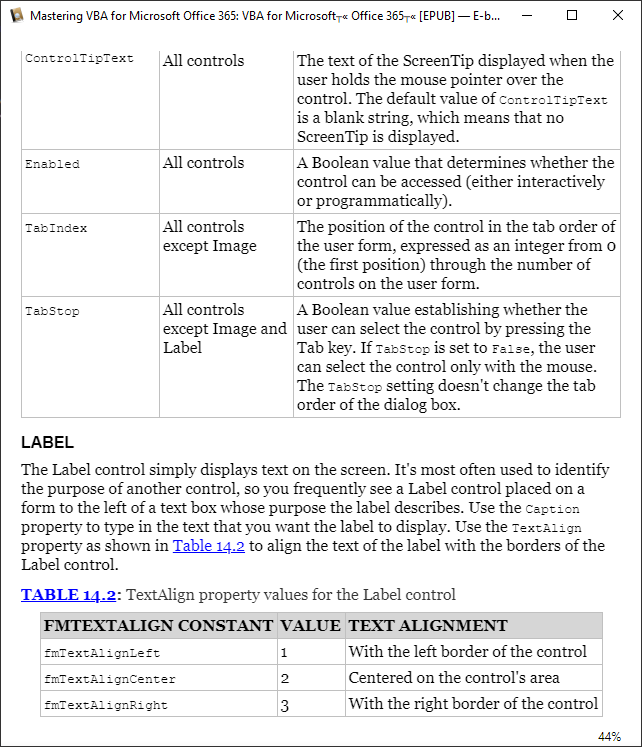 Mastering VBA for Microsoft Office 365: VBA for Microsoft┬« Office 365┬« [EPUB] — E-b...
ControlTipText All controls The text of the ScreenTip displayed when the
user holds the mouse pointer over the
control. The default value of ControlTipText
is a blank string, which means that no
ScreenTip is displayed.
Enabled All controls A Boolean value that determines whether the
control can be accessed (either interactively
or programmatically).
TabIndex All controls The position of the control in the tab order of
except Image the user form, expressed as an integer from 0
(the first position) through the number of
controls on the user form.
TabStop All controls A Boolean value establishing whether the
except Image and user can select the control by pressing the
Label Tab key. If TabStop is set to False, the user
can select the control only with the mouse.
The TabStop setting doesn't change the tab
order of the dialog box.
LABEL
The Label control simply displays text on the screen. It's most often used to identify
the purpose of another control, so you frequently see a Label control placed on a
form to the left of a text box whose purpose the label describes. Use the Caption
property to type in the text that you want the label to display. Use the TextAlign
property as shown in Table 14.2 to align the text of the label with the borders of the
Label control.
TABLE 14.2: TextAlign property values for the Label control
FMTEXTALIGN CONSTANT VALUE TEXT ALIGNMENT
fmTextAlignLeft 1 With the left border of the control
fmTextAlignCenter 2 Centered on the control's area
fmTextAlignRight 3 With the right border of the control
44%